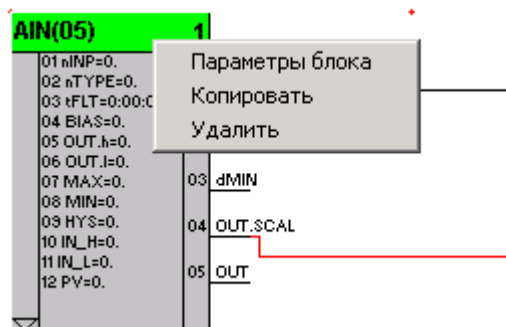 AIN(05) 1
01 nINP=0.
02 nTYPE=0.
03 tFLT=0:00:0
04 BIAS=0.
05 OUT.h=0.
06 OUT.l=0.
07 MAX=0.
08 MIN=0.
09 HYS=0.
10 IN_H=0.
11 IN_L=0.
12 PV=0.
Параметры блока
Копировать
Удалить
03 dMIN
04 OUT.SCAL
05 OUT